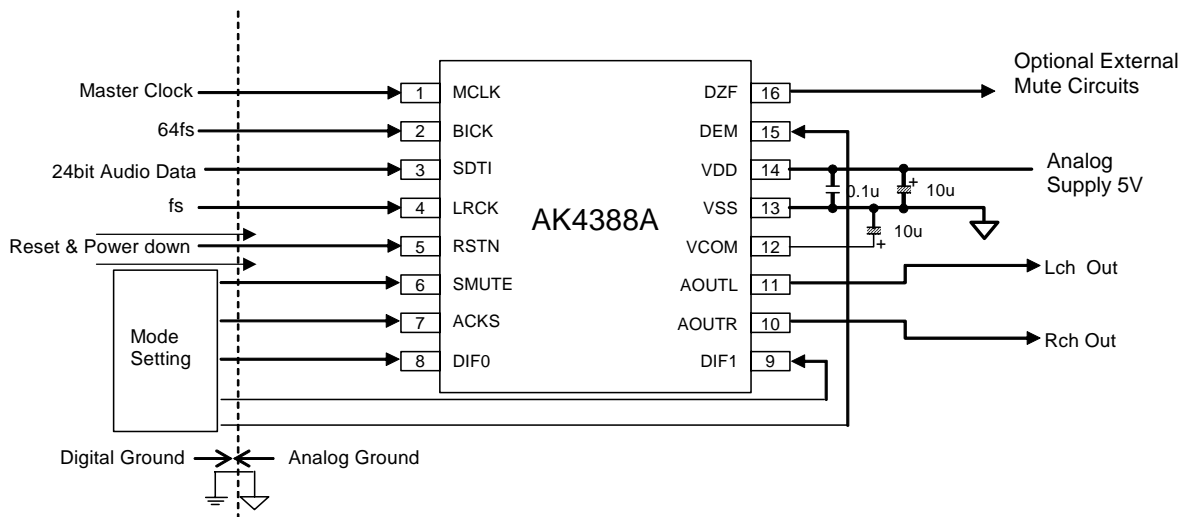 Master Clock
64fs
24bit Audio Data
fs
Reset & Power down
Mode
Setting
Digital Ground
Analog Ground
1 MCLK
2 BICK
3 SDTI
4 LRCK
5 RSTN
6 SMUTE
7 ACKS
8 DIF0
AK4388A
DZF 16
DEM 15
VDD 14
VSS 13
VCOM 12
AOUTL 11
AOUTR 10
DIF1 9
Optional External
Mute Circuits
0.1u
+
10u
Analog
Supply 5V
10u
+
Lch Out
Rch Out